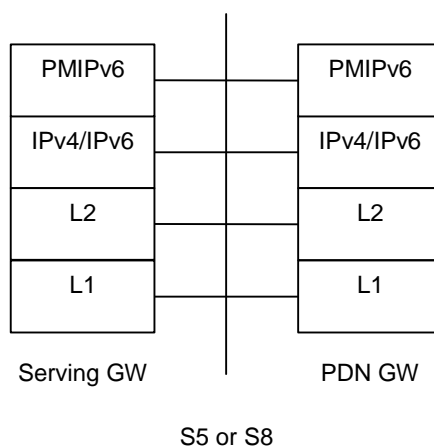 PMIPv6 PMIPv6
IPv4/IPv6 IPv4/IPv6
L2 L2
L1 L1
Serving GW PDN GW
S5 or S8